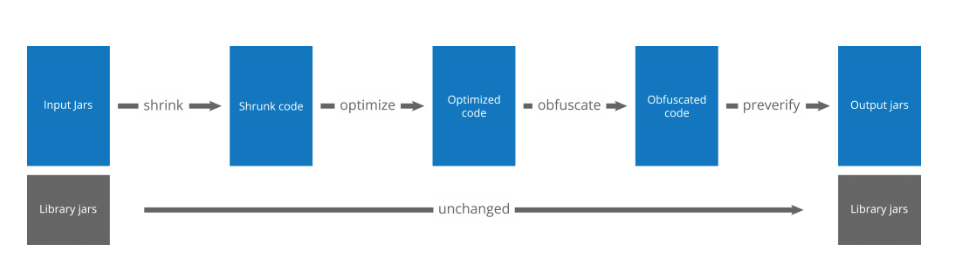 Input Jars
shrink
Shrunk code
optimize
Optimized
code
obfuscate
Obfuscated
code
preverify
Output jars
Library jars
unchanged
Library jars